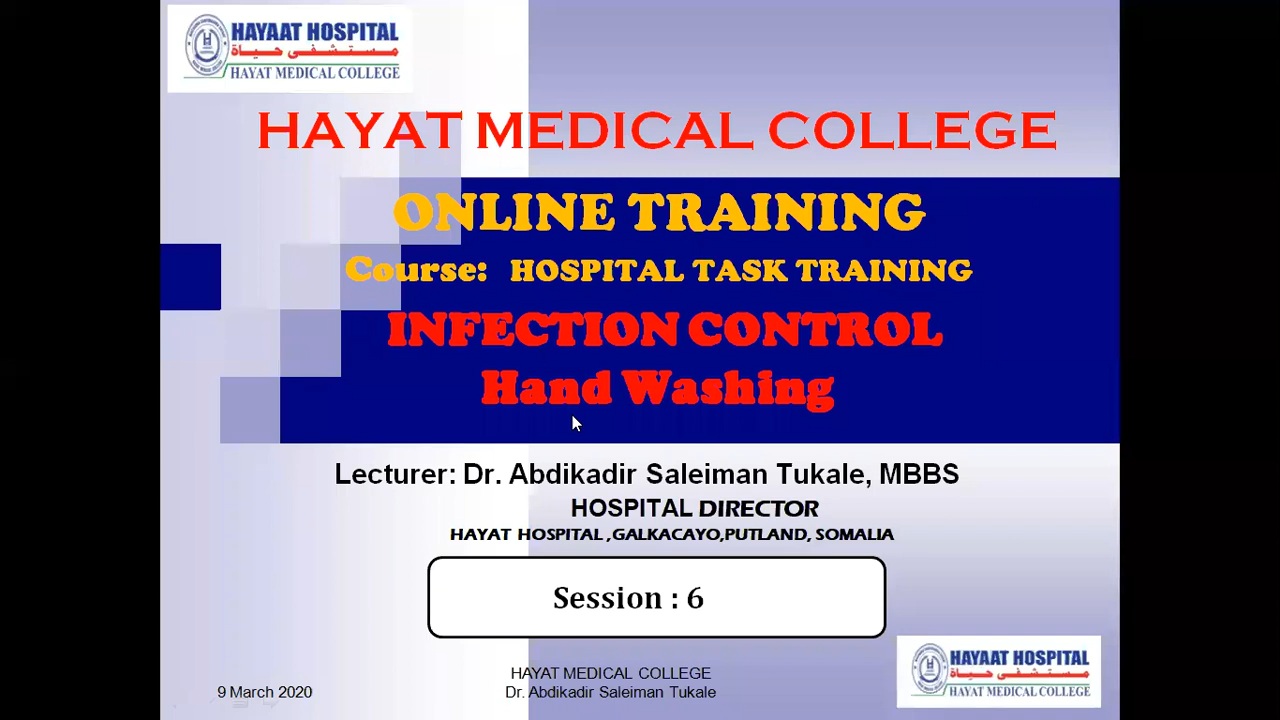 HAYAAT HOSPITAL
مستشفى حياة
HAYAT MEDICAL COLLEGE
HAYAT MEDICAL COLLEGE
ONLINE TRAINING
Course: HOSPITAL TASK TRAINING
INFECTION CONTROL
Hand Washing
Lecturer: Dr. Abdikadir Saleiman Tukale, MBBS
HOSPITAL DIRECTOR
HAYAT HOSPITAL ,GALKACAYO,PUTLAND, SOMALIA
Session : 6
9 March 2020
HAYAT MEDICAL COLLEGE
Dr. Abdikadir Saleiman Tukale
HAYAAT HOSPITAL
مستشفى حياة
HAYAT MEDICAL COLLEGE